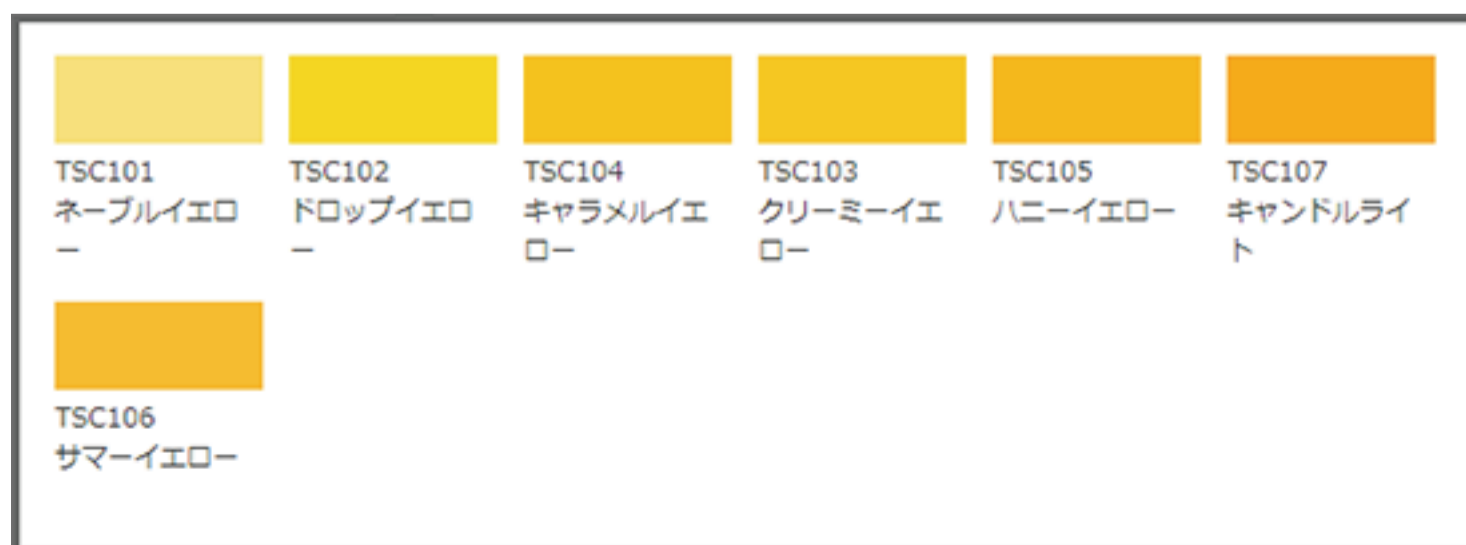 TSC101
ネーブルイエロ
ー
TSC102
ドロップイエロ
ー
TSC104
キャラメルイエ
ロー
TSC103
クリーミーイエ
ロー
TSC105
ハニーイエロー
TSC107
キャンドルライ
ト
TSC106
サマーイエロー